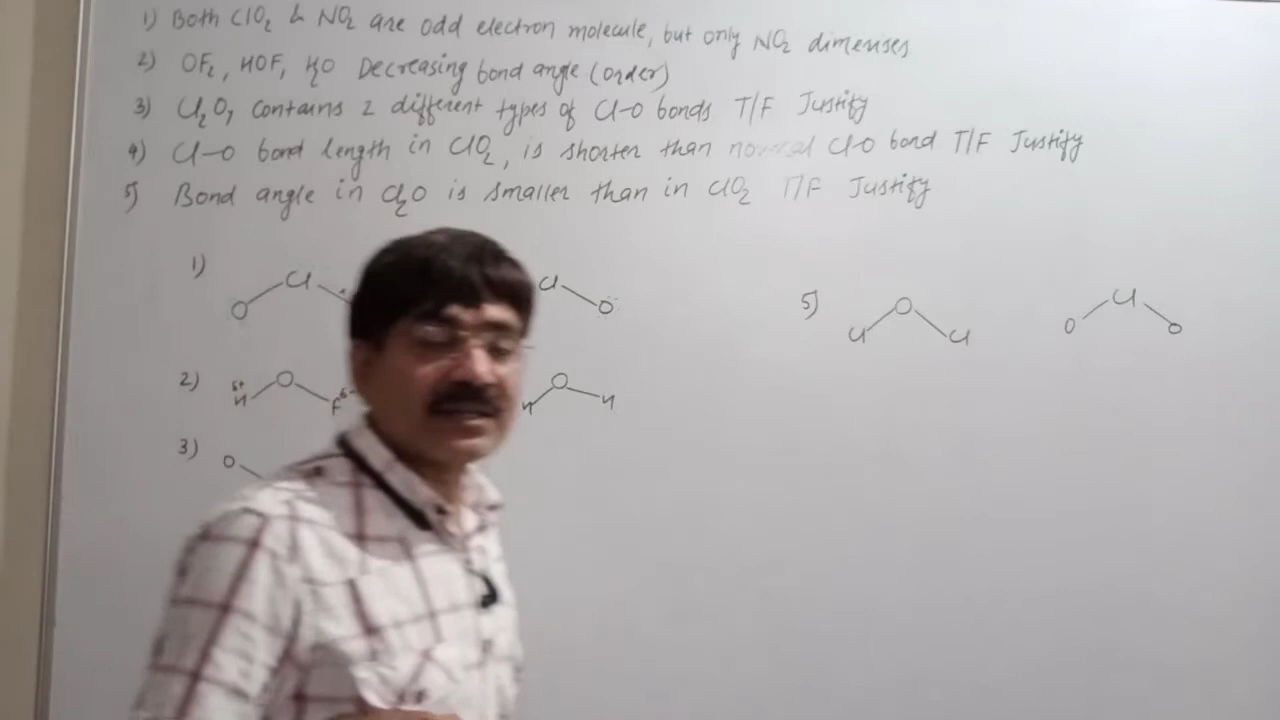 1) Both ClO2 & NO2 are odd electron molecule, but only NO2 dimerises
2) OF2, HOF, H2O Decreasing bond angle (order)
3) Cl2O7 contains 2 different types of Cl-O bonds T/F Justify
4) Cl-O bond length in ClO2, is shorter than normal ClO bond T/F Justify
5) Bond angle in Cl2O is smaller than in ClO2 T/F Justify
1) O Cl Cl O
5) Cl O Cl O Cl O
2) δ+ H O F δ- H O H
3) O